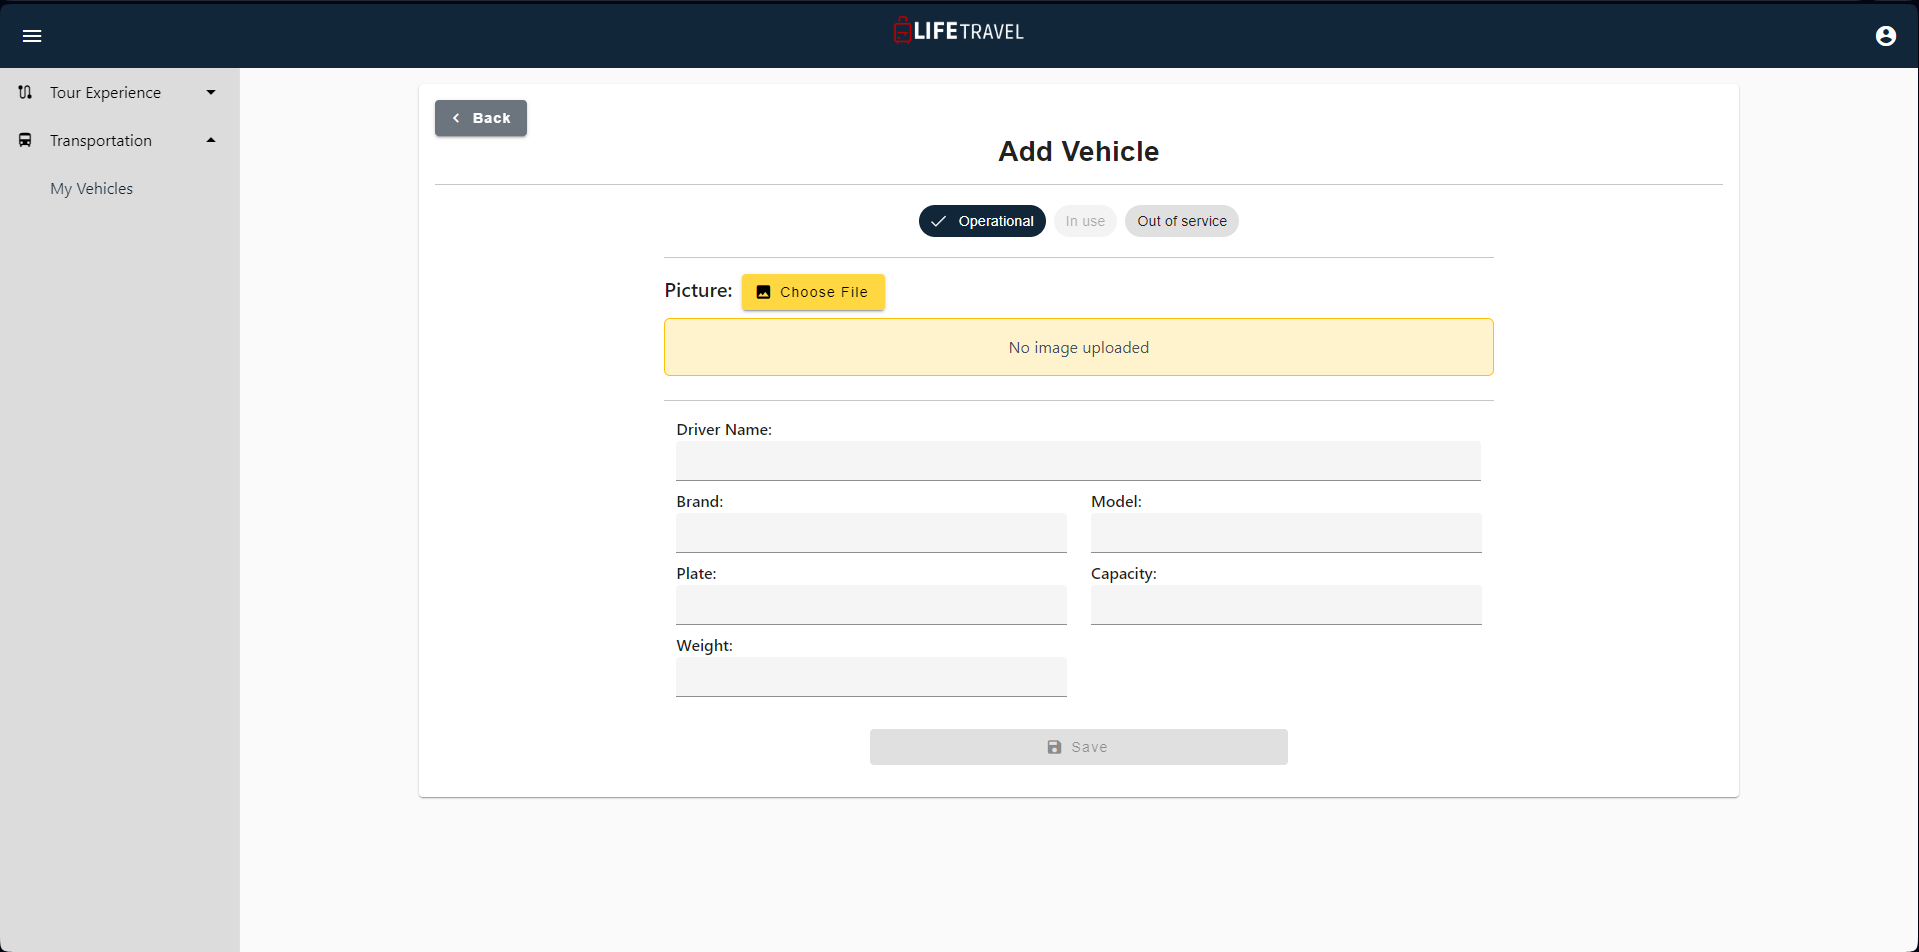 LIFETRAVEL
Tour Experience
Transportation
My Vehicles
Back
Add Vehicle
Operational In use Out of service
Picture: Choose File
No image uploaded
Driver Name:
Brand: Model:
Plate: Capacity:
Weight:
Save